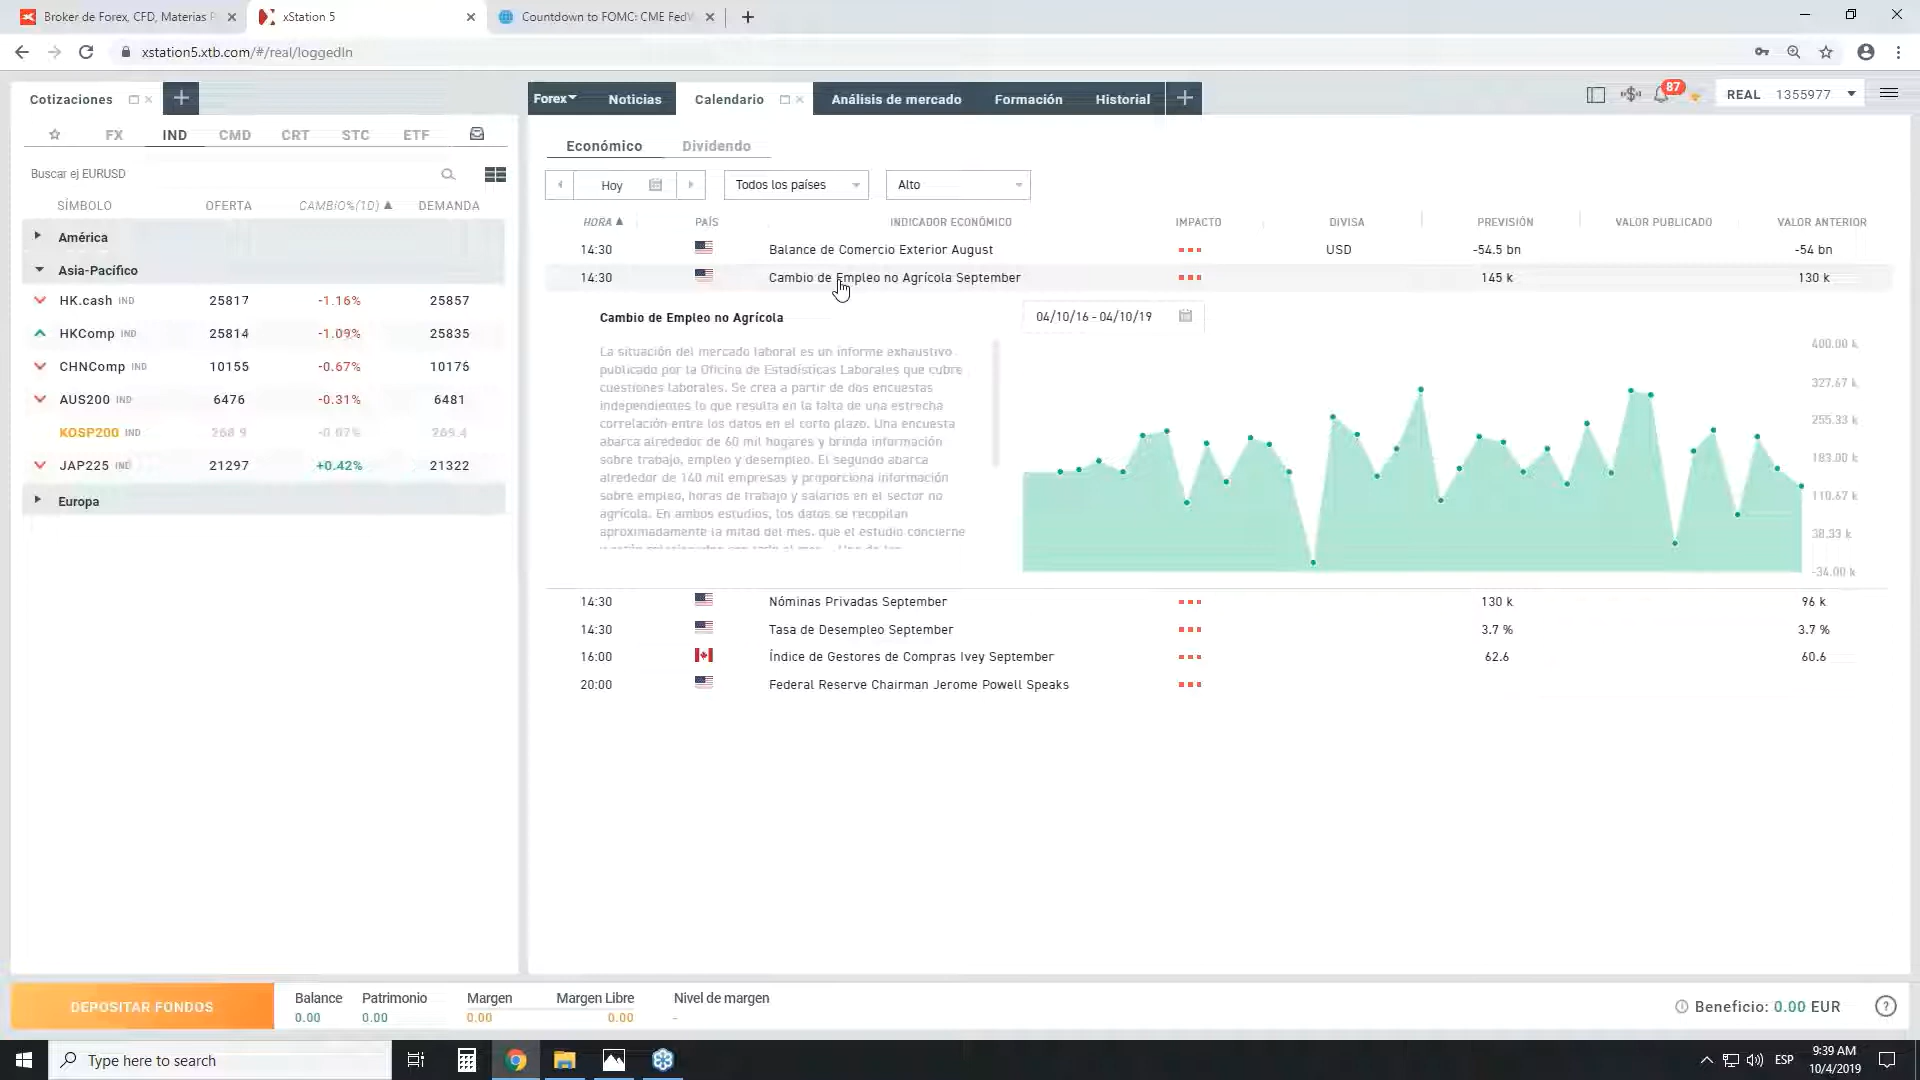 Broker de Forex, CFD, Materias P
xStation 5
Countdown to FOMC: CME FedW
xstation5.xtb.com/#/real/loggedIn
Cotizaciones
Forex
Noticias
Calendario
Análisis de mercado
Formación
Historial
87
REAL 1355977
FX IND CMD CRT STC ETF
Económico
Dividendo
Buscar ej EURUSD
Hoy
Todos los países
Alto
SÍMBOLO OFERTA CAMBIO%(1D) DEMANDA
HORA PAÍS INDICADOR ECONÓMICO IMPACTO DIVISA PREVISIÓN VALOR PUBLICADO VALOR ANTERIOR
América
Asia-Pacífico
HK.cash IND 25817 -1.16% 25857
HKComp IND 25814 -1.09% 25835
CHNComp IND 10155 -0.67% 10176
AUS200 IND 6476 -0.31% 6481
KOSP200 IND 268.9 -0.07% 269.4
JAP225 IND 21297 +0.42% 21322
Europa
14:30 Balance de Comercio Exterior August USD -54.5 bn -54 bn
14:30 Cambio de Empleo no Agrícola September 145 k 130 k
Cambio de Empleo no Agrícola
04/10/16 - 04/10/19
La situación del mercado laboral es un informe exhaustivo
publicado por la Oficina de Estadísticas Laborales que cubre
cuestiones laborales. Se crea a partir de dos encuestas
independientes lo que resulta en la falta de una estrecha
correlación entre los datos en el corto plazo. Una encuesta
abarca alrededor de 60 mil hogares y brinda información
sobre trabajo, empleo y desempleo. El segundo abarca
alrededor de 140 mil empresas y proporciona información
sobre empleo, horas de trabajo y salarios en el sector no
agrícola. En ambos estudios, los datos se recopilan
aproximadamente la mitad del mes, que el estudio concierne
400.00 k
327.67 k
255.33 k
183.00 k
110.67 k
38.33 k
-34.00 k
14:30 Nóminas Privadas September 130 k 96 k
14:30 Tasa de Desempleo September 3.7 % 3.7 %
16:00 Índice de Gestores de Compras Ivey September 62.6 60.6
20:00 Federal Reserve Chairman Jerome Powell Speaks
DEPOSITAR FONDOS
Balance Patrimonio Margen Margen Libre Nivel de margen
0.00 0.00 0.00 0.00 -
Beneficio: 0.00 EUR
Type here to search
ESP
9:39 AM
10/4/2019